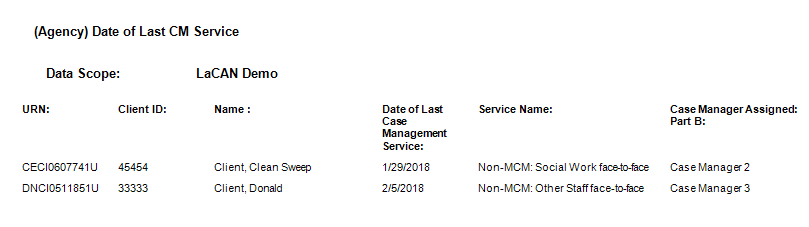 (Agency) Date of Last CM Service
Data Scope: LaCAN Demo
URN: Client ID: Name : Date of Last Case Management Service: Service Name: Case Manager Assigned: Part B:
CECI0607741U 45454 Client, Clean Sweep 1/29/2018 Non-MCM: Social Work face-to-face Case Manager 2
DNCI0511851U 33333 Client, Donald 2/5/2018 Non-MCM: Other Staff face-to-face Case Manager 3